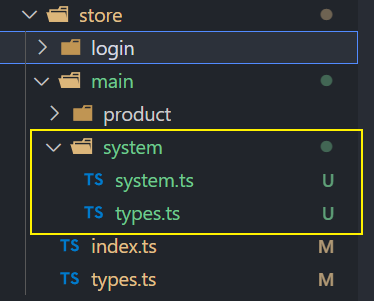 store
login
main
product
system
TS system.ts U
TS types.ts U
TS index.ts M
TS types.ts M